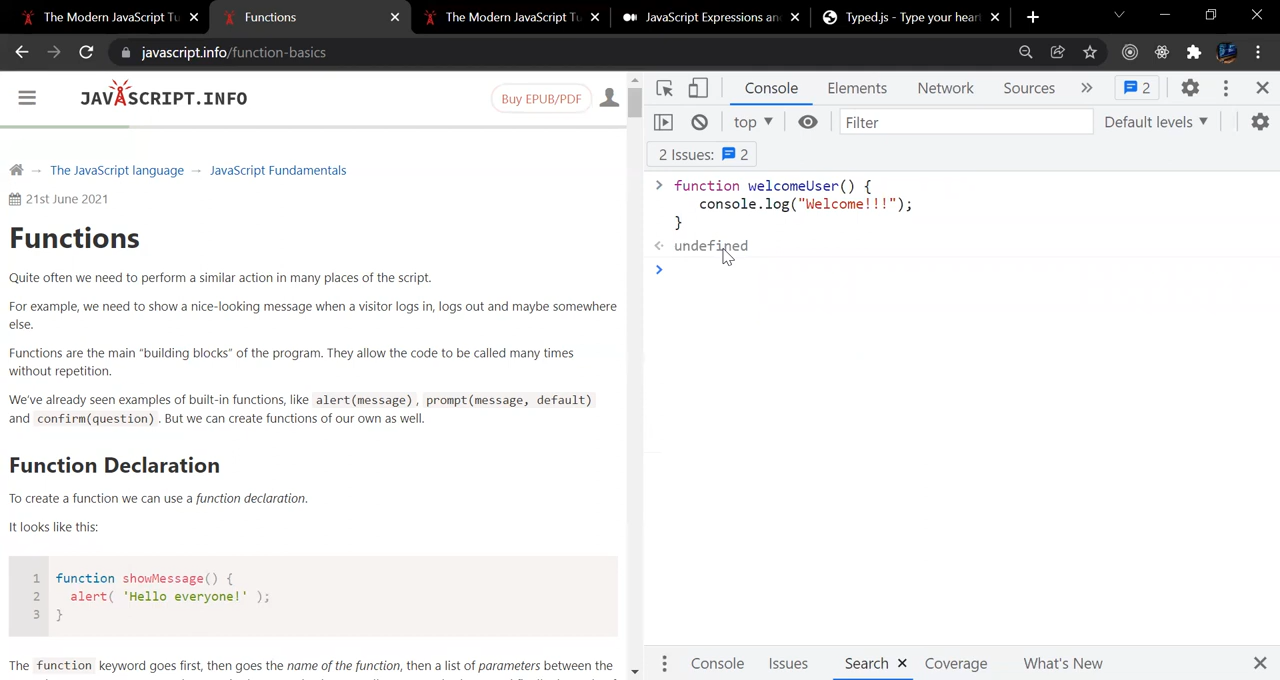 The Modern JavaScript Tu
Functions
The Modern JavaScript Tu
JavaScript Expressions an
Typed.js - Type your hear
javascript.info/function-basics
JAVASCRIPT.INFO
Buy EPUB/PDF
The JavaScript language → JavaScript Fundamentals
21st June 2021
Functions
Quite often we need to perform a similar action in many places of the script.
For example, we need to show a nice-looking message when a visitor logs in, logs out and maybe somewhere
else.
Functions are the main “building blocks” of the program. They allow the code to be called many times
without repetition.
We’ve already seen examples of built-in functions, like alert(message), prompt(message, default)
and confirm(question). But we can create functions of our own as well.
Function Declaration
To create a function we can use a function declaration.
It looks like this:
1 function showMessage() {
2 alert( 'Hello everyone!' );
3 }
The function keyword goes first, then goes the name of the function, then a list of parameters between the
Console Elements Network Sources » 2
top Filter Default levels
2 Issues: 2
function welcomeUser() {
console.log("Welcome!!!");
}
undefined
Console Issues Search Coverage What's New